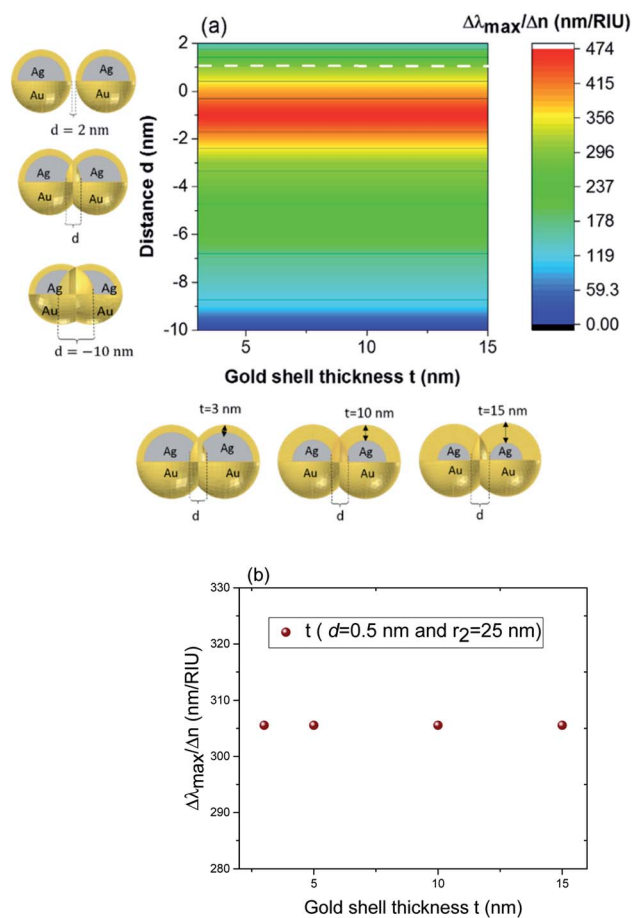 (a)
Δλmax/Δn (nm/RIU)
Ag Ag
Au Au
d = 2 nm
Ag Ag
Au Au
d
Ag Ag
Au Au
d = −10 nm
Distance d (nm)
2
0
-2
-4
-6
-8
-10
5 10 15
Gold shell thickness t (nm)
474
415
356
296
237
178
119
59.3
0.00
t=3 nm
t=10 nm
t=15 nm
Ag Ag Ag Ag Ag Ag
Au Au Au Au Au Au
d d d
(b)
Δλmax/Δn (nm/RIU)
330
320
310
300
290
280
t ( d=0.5 nm and r2=25 nm)
5 10 15
Gold shell thickness t (nm)